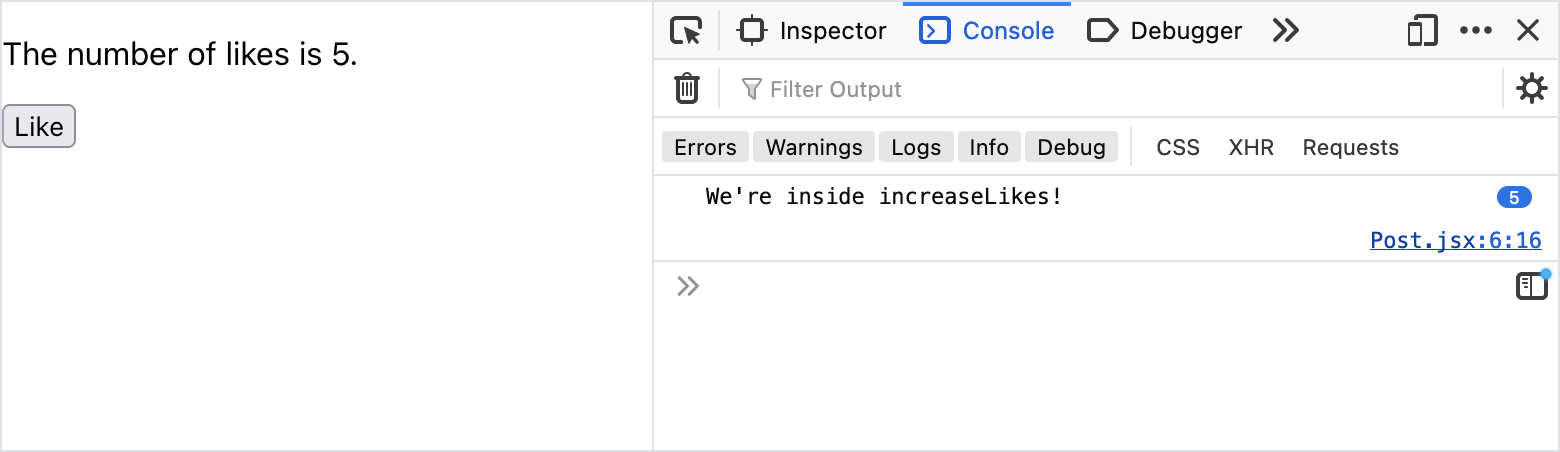 The number of likes is 5.
Like
Inspector Console Debugger
Filter Output
Errors Warnings Logs Info Debug CSS XHR Requests
We're inside increaseLikes! 5
Post.jsx:6:16